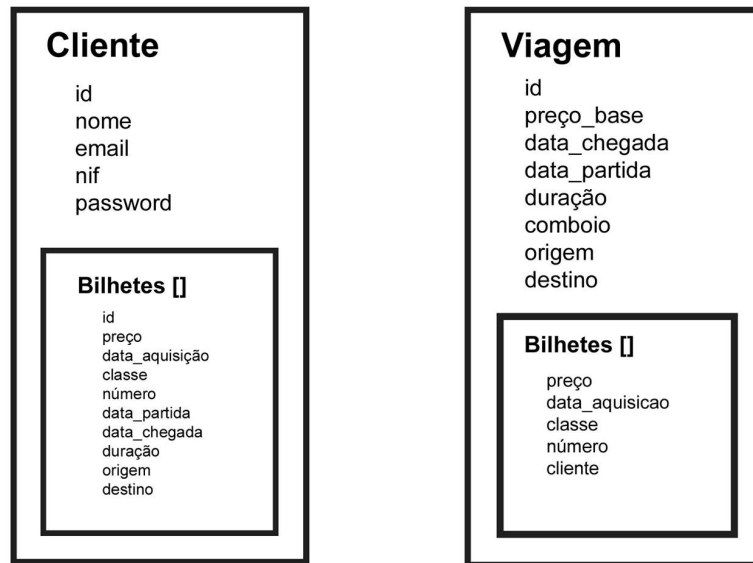 Cliente
id
nome
email
nif
password
Bilhetes []
id
preço
data_aquisição
classe
número
data_partida
data_chegada
duração
origem
destino
Viagem
id
preço_base
data_chegada
data_partida
duração
comboio
origem
destino
Bilhetes []
preço
data_aquisicao
classe
número
cliente